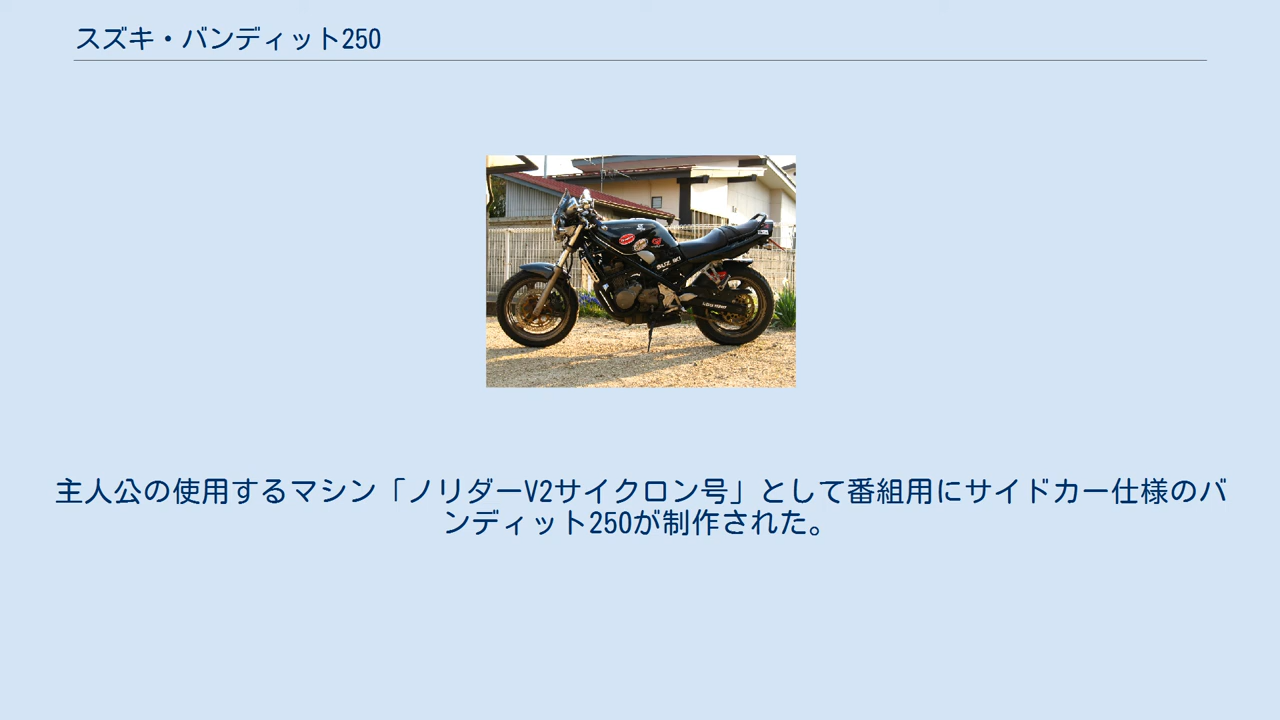 スズキ・バンディット250
SUZUKI
主人公の使用するマシン「ノリダーV2サイクロン号」として番組用にサイドカー仕様のバ
ンディット250が制作された。